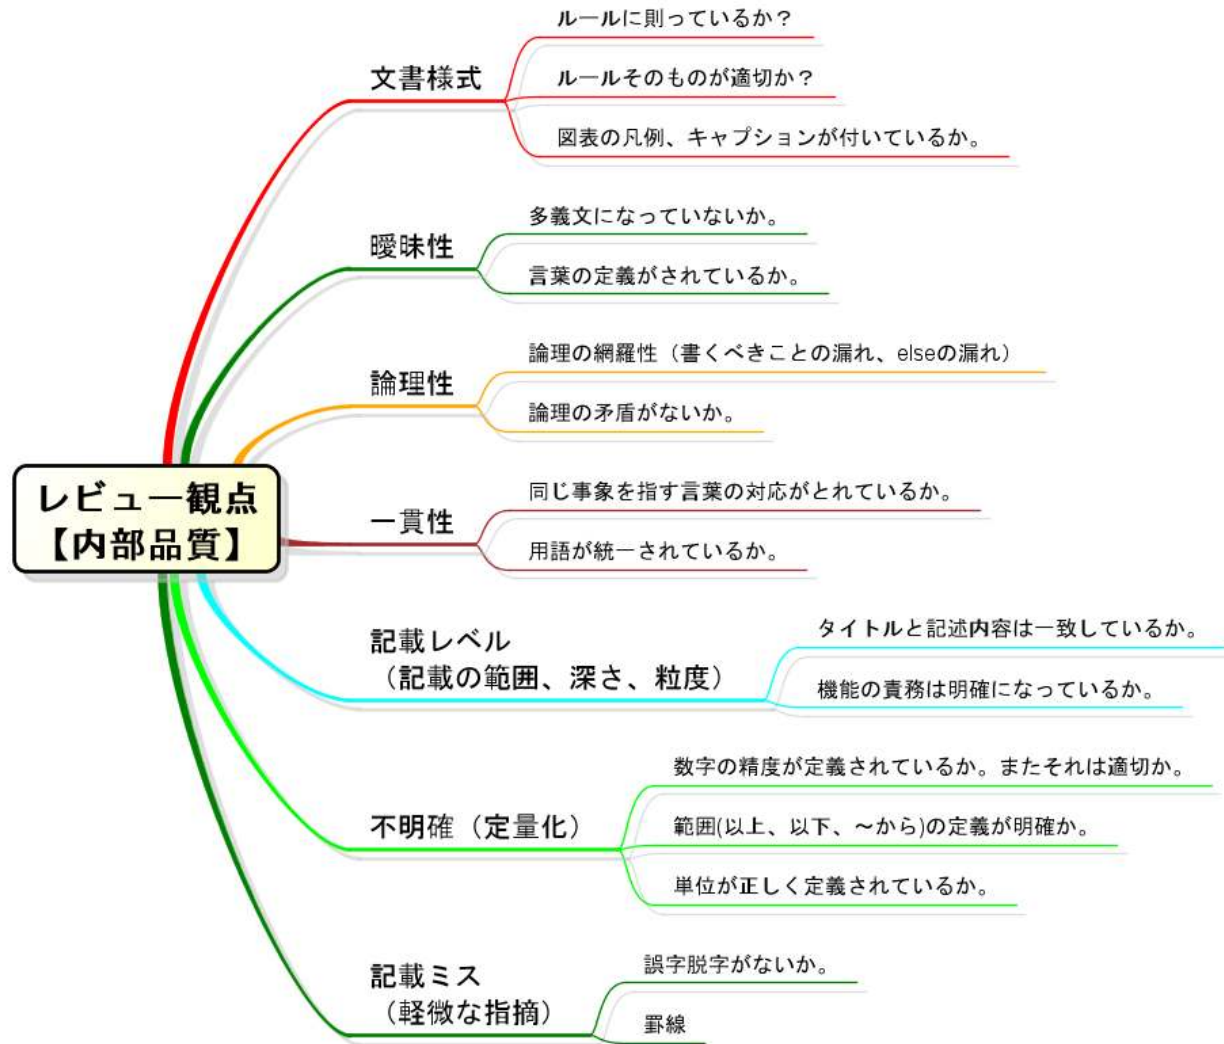 レビュー観点
【内部品質】
文書様式
ルールに則っているか？
ルールそのものが適切か？
図表の凡例、キャプションが付いているか。
曖昧性
多義文になっていないか。
言葉の定義がされているか。
論理性
論理の網羅性（書くべきことの漏れ、elseの漏れ）
論理の矛盾がないか。
一貫性
同じ事象を指す言葉の対応がとれているか。
用語が統一されているか。
記載レベル
（記載の範囲、深さ、粒度）
タイトルと記述内容は一致しているか。
機能の責務は明確になっているか。
不明確（定量化）
数字の精度が定義されているか。またそれは適切か。
範囲(以上、以下、～から)の定義が明確か。
単位が正しく定義されているか。
記載ミス
（軽微な指摘）
誤字脱字がないか。
罫線